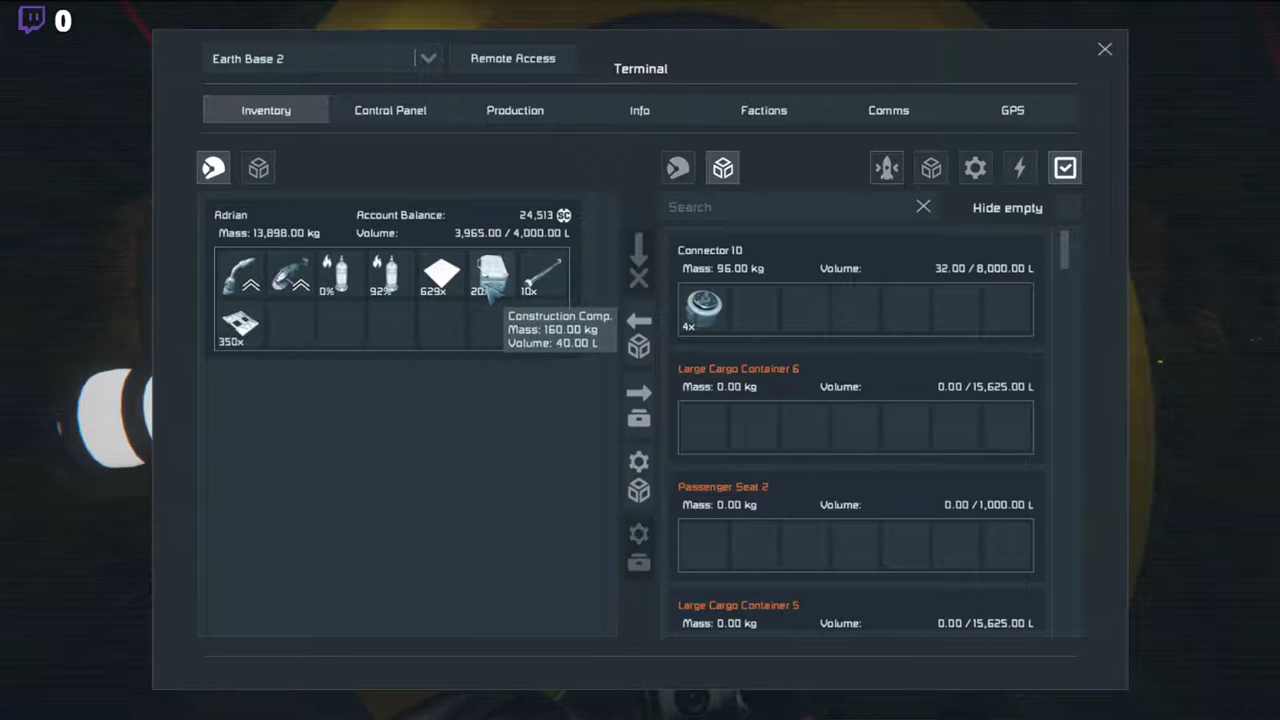 0
Earth Base 2
Remote Access
Terminal
Inventory
Control Panel
Production
Info
Factions
Comms
GPS
Adrian
Account Balance: 24,513 SC
Mass: 13,898.00 kg
Volume: 3,965.00 / 4,000.00 L
0%
92%
629x
20x
10x
350x
Construction Comp.
Mass: 160.00 kg
Volume: 40.00 L
Search
Hide empty
Connector 10
Mass: 96.00 kg
Volume: 32.00 / 8,000.00 L
4x
Large Cargo Container 6
Mass: 0.00 kg
Volume: 0.00 / 15,625.00 L
Passenger Seat 2
Mass: 0.00 kg
Volume: 0.00 / 1,000.00 L
Large Cargo Container 5
Mass: 0.00 kg
Volume: 0.00 / 15,625.00 L